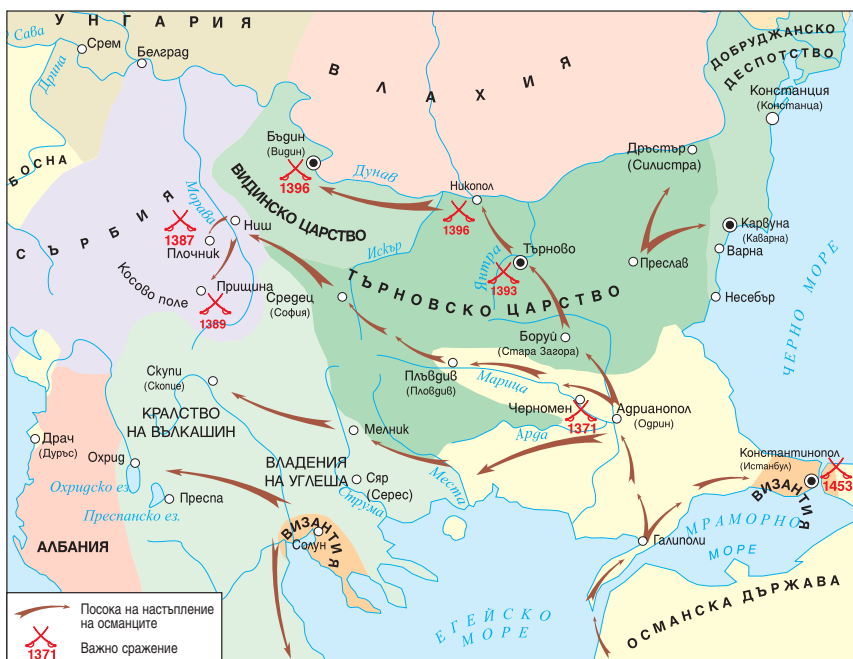 УНГАРИЯ
Сава
Срем
Белград
Дрина
БОСНА
ВЛАХИЯ
ДОБРУДЖАНСКО
ДЕСПОТСТВО
Констанция
(Констанца)
Бъдин
(Видин)
1396
Дунав
ВИДИНСКО ЦАРСТВО
Никопол
1396
Дръстър
(Силистра)
Морава
СЪРБИЯ
1387
Ниш
Плочник
Косово поле
Прищина
1389
Искър
Янтра
Търново
1393
Преслав
Карвуна
(Каварна)
Варна
Несебър
ЧЕРНО МОРЕ
Средец
(София)
ТЪРНОВСКО ЦАРСТВО
Боруй
(Стара Загора)
Скупи
(Скопие)
Плъвдив
(Пловдив)
Марица
Черномен
1371
Адрианопол
(Одрин)
КРАЛСТВО
НА ВЪЛКАШИН
Мелник
Арда
Драч
(Дуръс)
Охрид
Охридско ез.
Преспа
Преспанско ез.
ВЛАДЕНИЯ
НА УГЛЕША
Сяр
(Серес)
Струма
Места
Константинопол
(Истанбул)
1453
ВИЗАНТИЯ
АЛБАНИЯ
ВИЗАНТИЯ
Солун
Галиполи
МРАМОРНО
МОРЕ
ЕГЕЙСКО
МОРЕ
ОСМАНСКА ДЪРЖАВА
Посока на настъпление
на османците
1371
Важно сражение